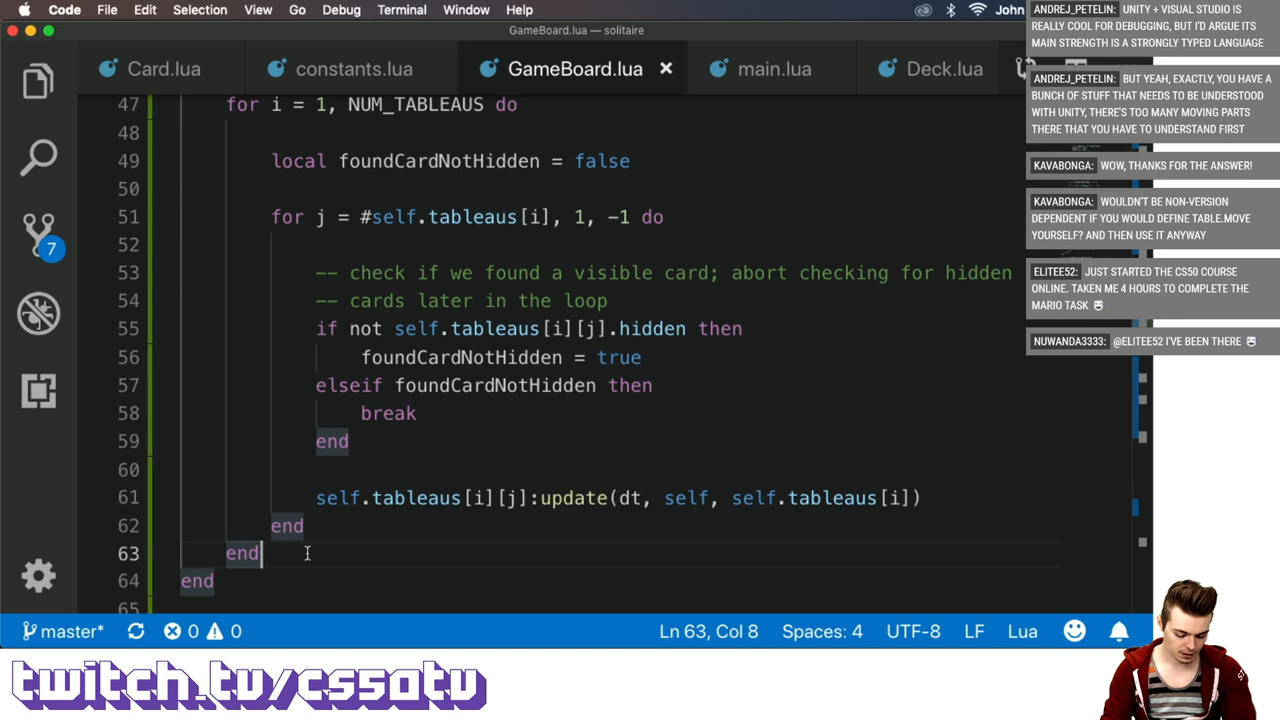 Code File Edit Selection View Go Debug Terminal Window Help John
GameBoard.lua — solitaire
Card.lua constants.lua GameBoard.lua × main.lua Deck.lua
47 for i = 1, NUM_TABLEAUS do
48
49 local foundCardNotHidden = false
50
51 for j = #self.tableaus[i], 1, -1 do
52
53 -- check if we found a visible card; abort checking for hidden
54 -- cards later in the loop
55 if not self.tableaus[i][j].hidden then
56 foundCardNotHidden = true
57 elseif foundCardNotHidden then
58 break
59 end
60
61 self.tableaus[i][j]:update(dt, self, self.tableaus[i])
62 end
63 end
64 end
65
7
master* 0 0 Ln 63, Col 8 Spaces: 4 UTF-8 LF Lua
ANDREJ_PETELIN: UNITY + VISUAL STUDIO IS
REALLY COOL FOR DEBUGGING, BUT I'D ARGUE ITS
MAIN STRENGTH IS A STRONGLY TYPED LANGUAGE
ANDREJ_PETELIN: BUT YEAH, EXACTLY, YOU HAVE A
BUNCH OF STUFF THAT NEEDS TO BE UNDERSTOOD
WITH UNITY, THERE'S TOO MANY MOVING PARTS
THERE THAT YOU HAVE TO UNDERSTAND FIRST
KAVABONGA: WOW, THANKS FOR THE ANSWER!
KAVABONGA: WOULDN'T BE NON-VERSION
DEPENDENT IF YOU WOULD DEFINE TABLE.MOVE
YOURSELF? AND THEN USE IT ANYWAY
ELITEE52: JUST STARTED THE CS50 COURSE
ONLINE. TAKEN ME 4 HOURS TO COMPLETE THE
MARIO TASK
NUWANDA3333: @ELITEE52 I'VE BEEN THERE
twitch.tv/cs50tv